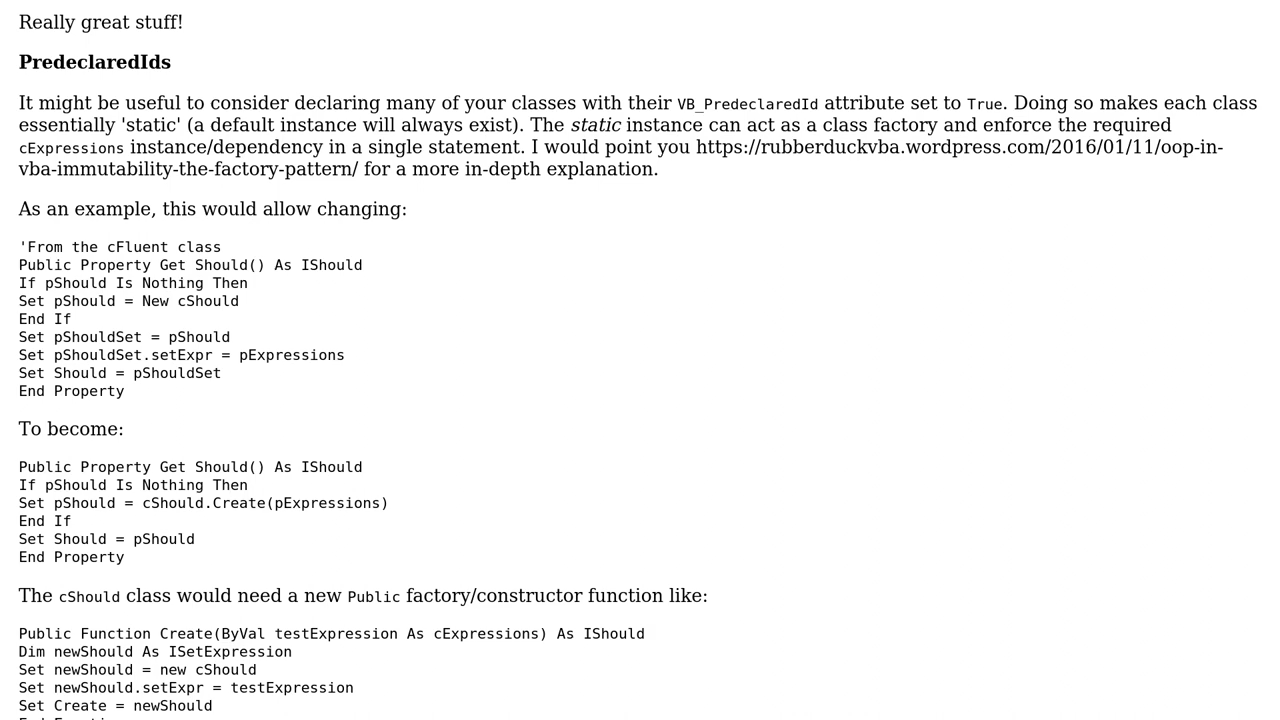 Really great stuff!
PredeclaredIds
It might be useful to consider declaring many of your classes with their VB_PredeclaredId attribute set to True. Doing so makes each class
essentially 'static' (a default instance will always exist). The static instance can act as a class factory and enforce the required
cExpressions instance/dependency in a single statement. I would point you https://rubberduckvba.wordpress.com/2016/01/11/oop-in-
vba-immutability-the-factory-pattern/ for a more in-depth explanation.
As an example, this would allow changing:
'From the cFluent class
Public Property Get Should() As IShould
If pShould Is Nothing Then
Set pShould = New cShould
End If
Set pShouldSet = pShould
Set pShouldSet.setExpr = pExpressions
Set Should = pShouldSet
End Property
To become:
Public Property Get Should() As IShould
If pShould Is Nothing Then
Set pShould = cShould.Create(pExpressions)
End If
Set Should = pShould
End Property
The cShould class would need a new Public factory/constructor function like:
Public Function Create(ByVal testExpression As cExpressions) As IShould
Dim newShould As ISetExpression
Set newShould = new cShould
Set newShould.setExpr = testExpression
Set Create = newShould